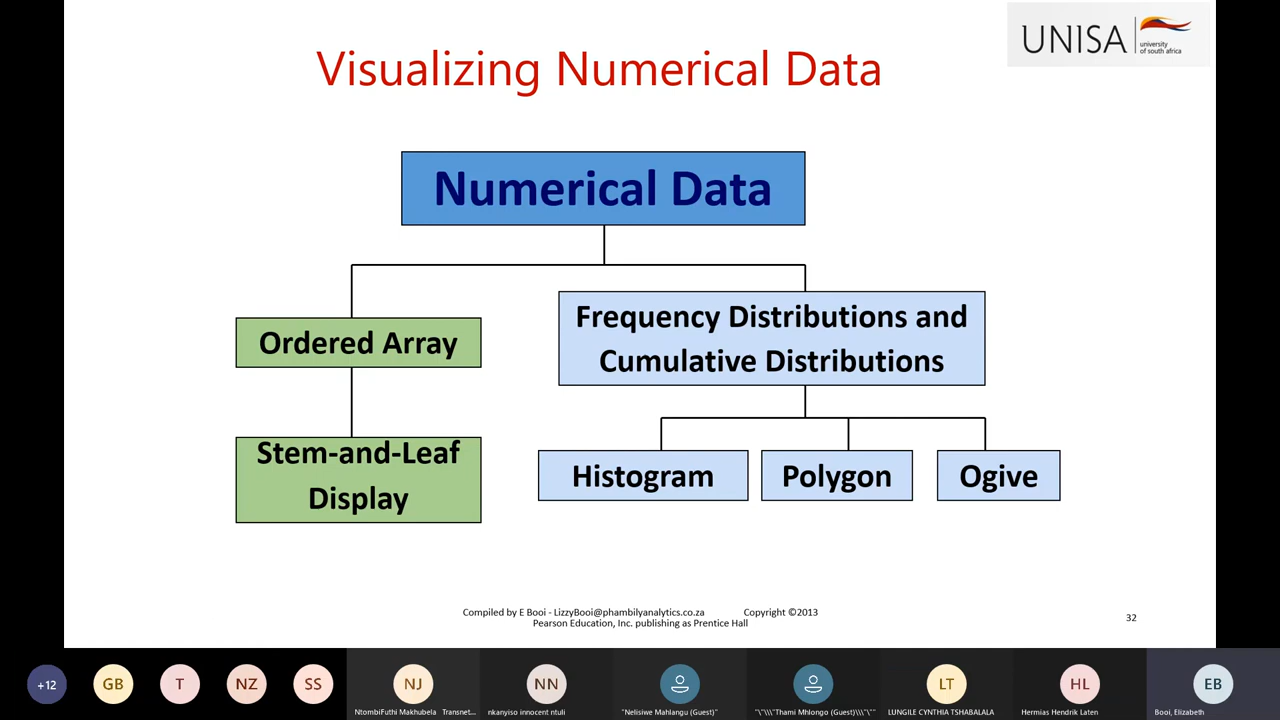 Visualizing Numerical Data
UNISA
university
of south africa
Numerical Data
Ordered Array
Frequency Distributions and
Cumulative Distributions
Stem-and-Leaf
Display
Histogram
Polygon
Ogive
Compiled by E Booi - LizzyBooi@phambilyanalytics.co.za Copyright ©2013
Pearson Education, Inc. publishing as Prentice Hall
32
+12
GB
T
NZ
SS
NJ
NN
LT
HL
EB
NtombiFuthi Makhubela Transnet...
nkanyiso innocent ntuli
"Nelisiwe Mahlangu (Guest)"
"\"\\\"Thami Mhlongo (Guest)\\\"\""
LUNGILE CYNTHIA TSHABALALA
Hermias Hendrik Laten
Booi, Elizabeth